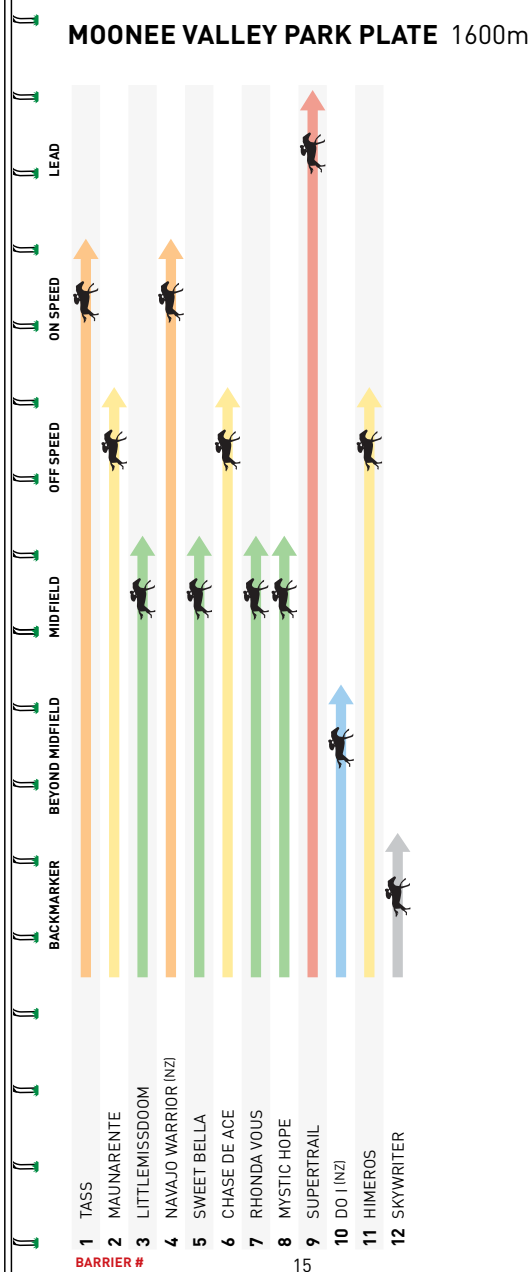 MOONEE VALLEY PARK PLATE 1600m
LEAD
ON SPEED
OFF SPEED
MIDFIELD
BEYOND MIDFIELD
BACKMARKER
1 TASS
2 MAUNARENTE
3 LITTLEMISSDOOM
4 NAVAJO WARRIOR (NZ)
5 SWEET BELLA
6 CHASE DE ACE
7 RHONDA VOUS
8 MYSTIC HOPE
9 SUPERTRAIL
10 DO I (NZ)
11 HIMEROS
12 SKYWRITER
BARRIER #
15